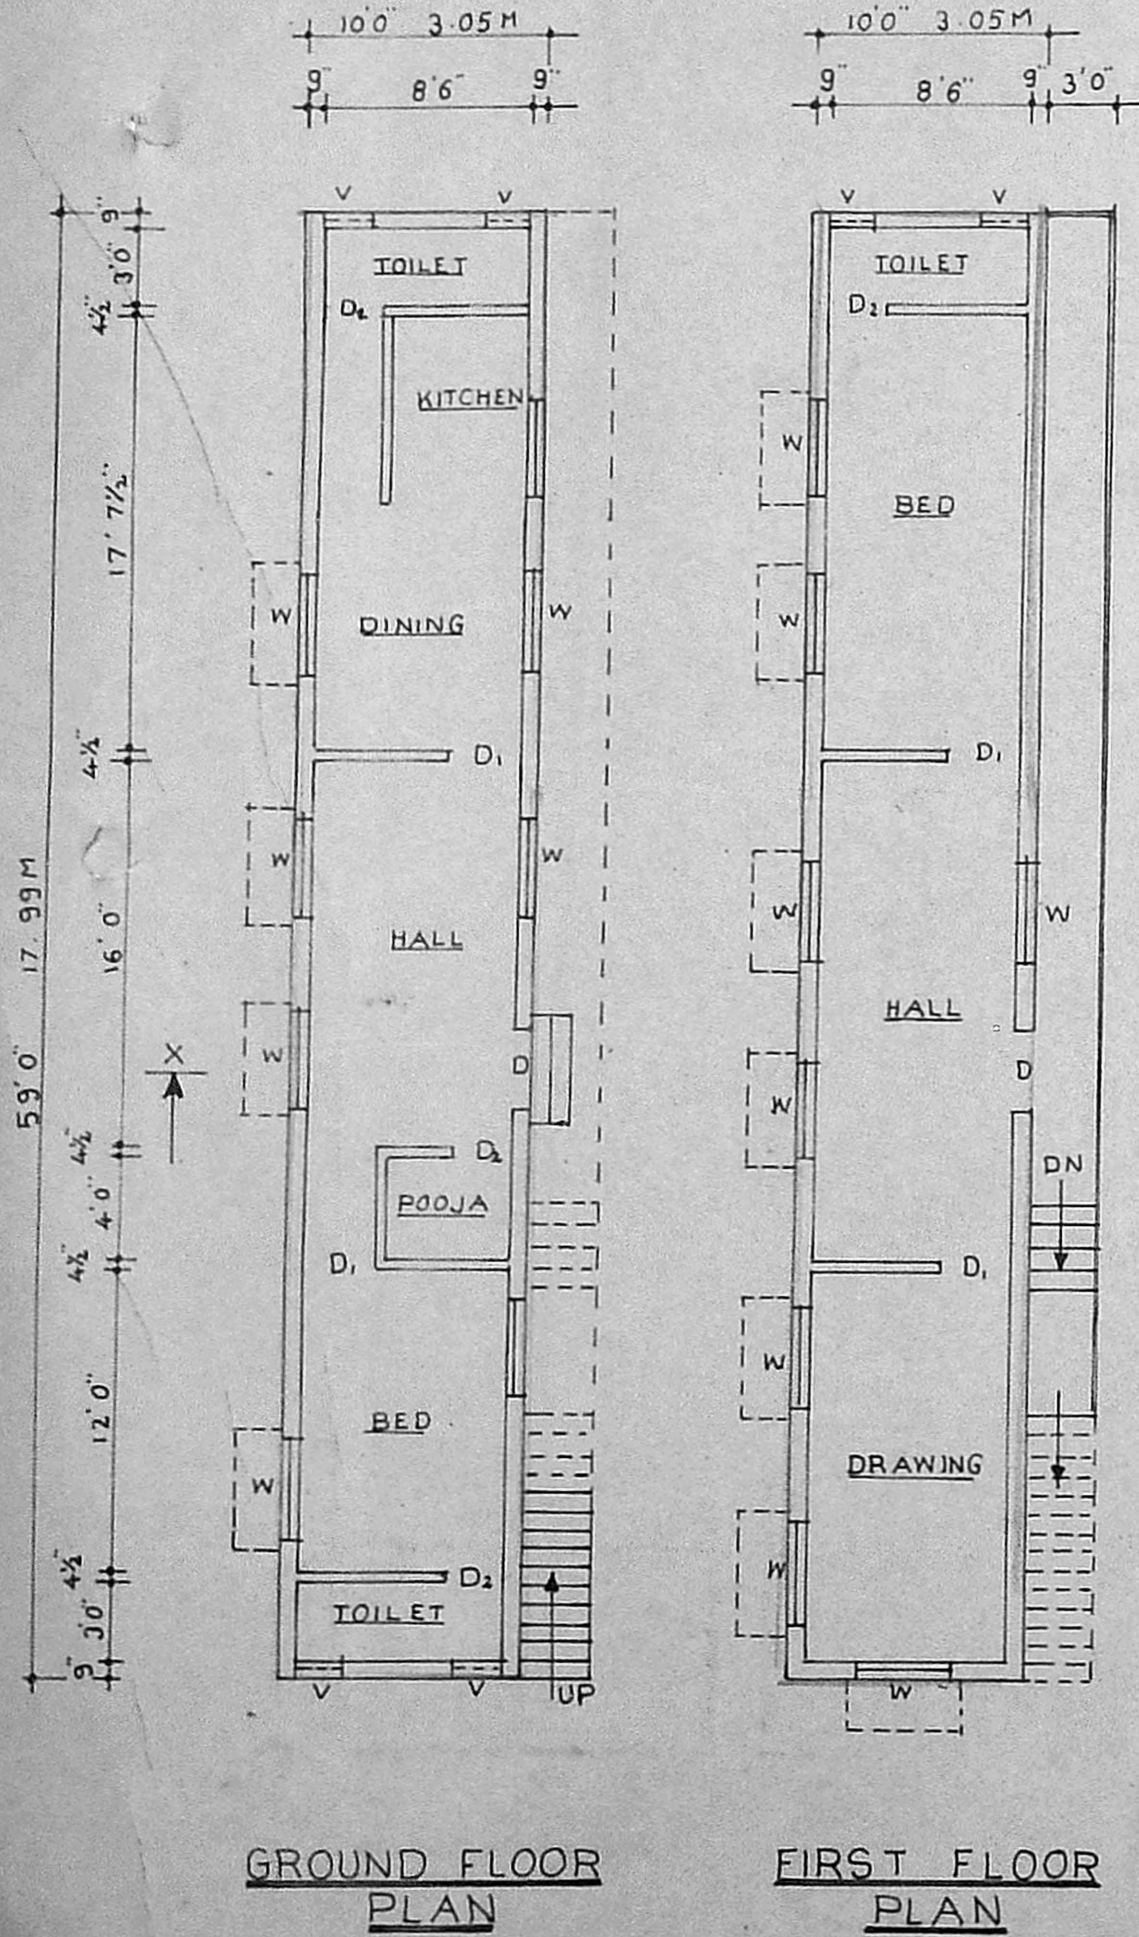 10'0" 3.05M
9" 8'6" 9"
V V
TOILET
D2
KITCHEN
W DINING W
D1
W W
HALL
W
D
D2
POOJA
D1
BED
W
D2
TOILET
V V
UP
9"
3'0"
4½"
17' 7½"
4½"
16' 0"
4½"
4'0"
4½"
12' 0"
4½"
3'0"
9"
59' 0" 17.99M
X
GROUND FLOOR
PLAN
10'0" 3.05M
9" 8'6" 9" 3'0"
V V
TOILET
D2
W
BED
W
D1
W W
HALL
D
W
DN
D1
W
DRAWING
W
W
FIRST FLOOR
PLAN